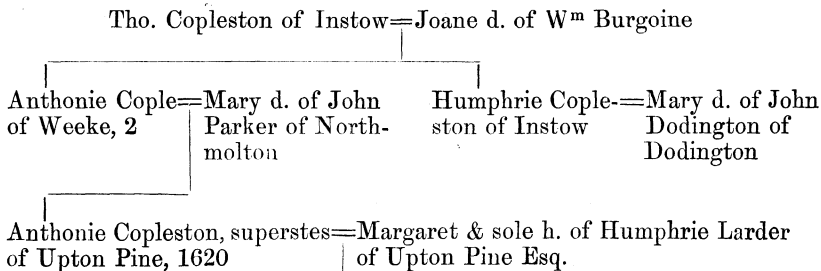 Tho. Copleston of Instow=Joane d. of Wm Burgoine
Anthonie Cople=Mary d. of John
of Weeke, 2 Parker of North-
molton
Humphrie Cople-=Mary d. of John
ston of Instow Dodington of
Dodington
Anthonie Copleston, superstes=Margaret & sole h. of Humphrie Larder
of Upton Pine, 1620 of Upton Pine Esq.